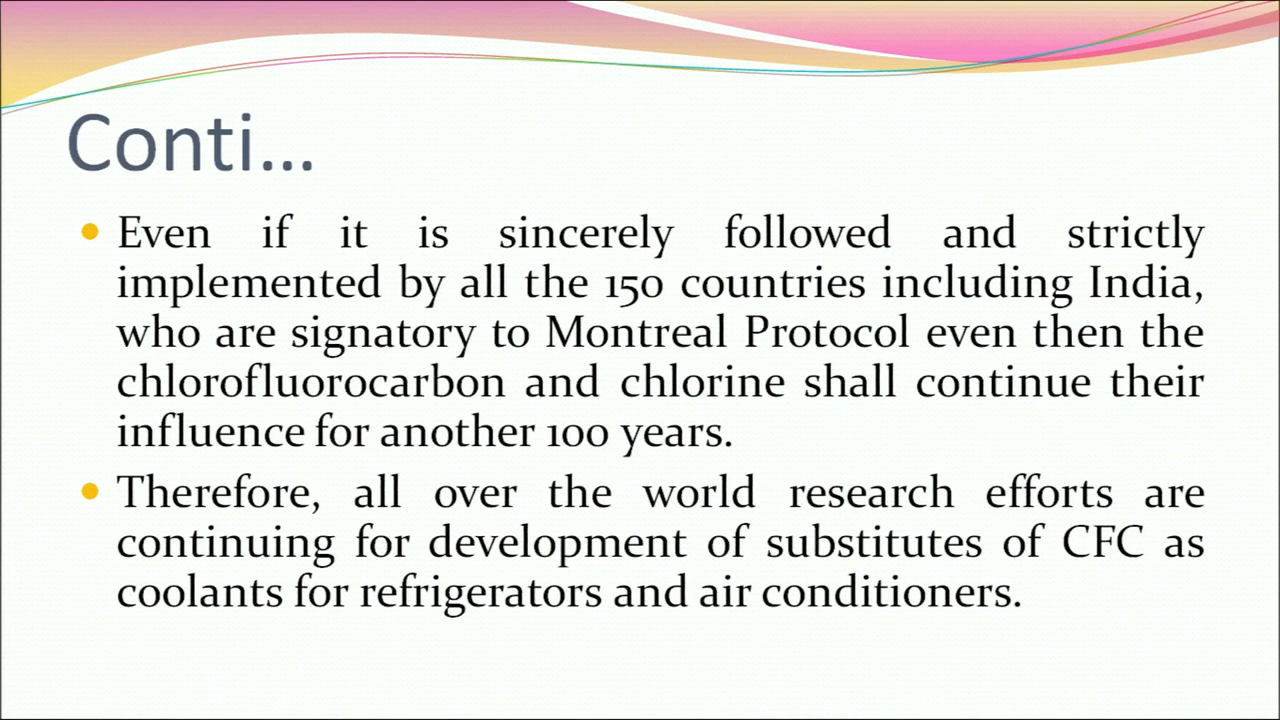 Conti...
Even if it is sincerely followed and strictly
implemented by all the 150 countries including India,
who are signatory to Montreal Protocol even then the
chlorofluorocarbon and chlorine shall continue their
influence for another 100 years.
Therefore, all over the world research efforts are
continuing for development of substitutes of CFC as
coolants for refrigerators and air conditioners.